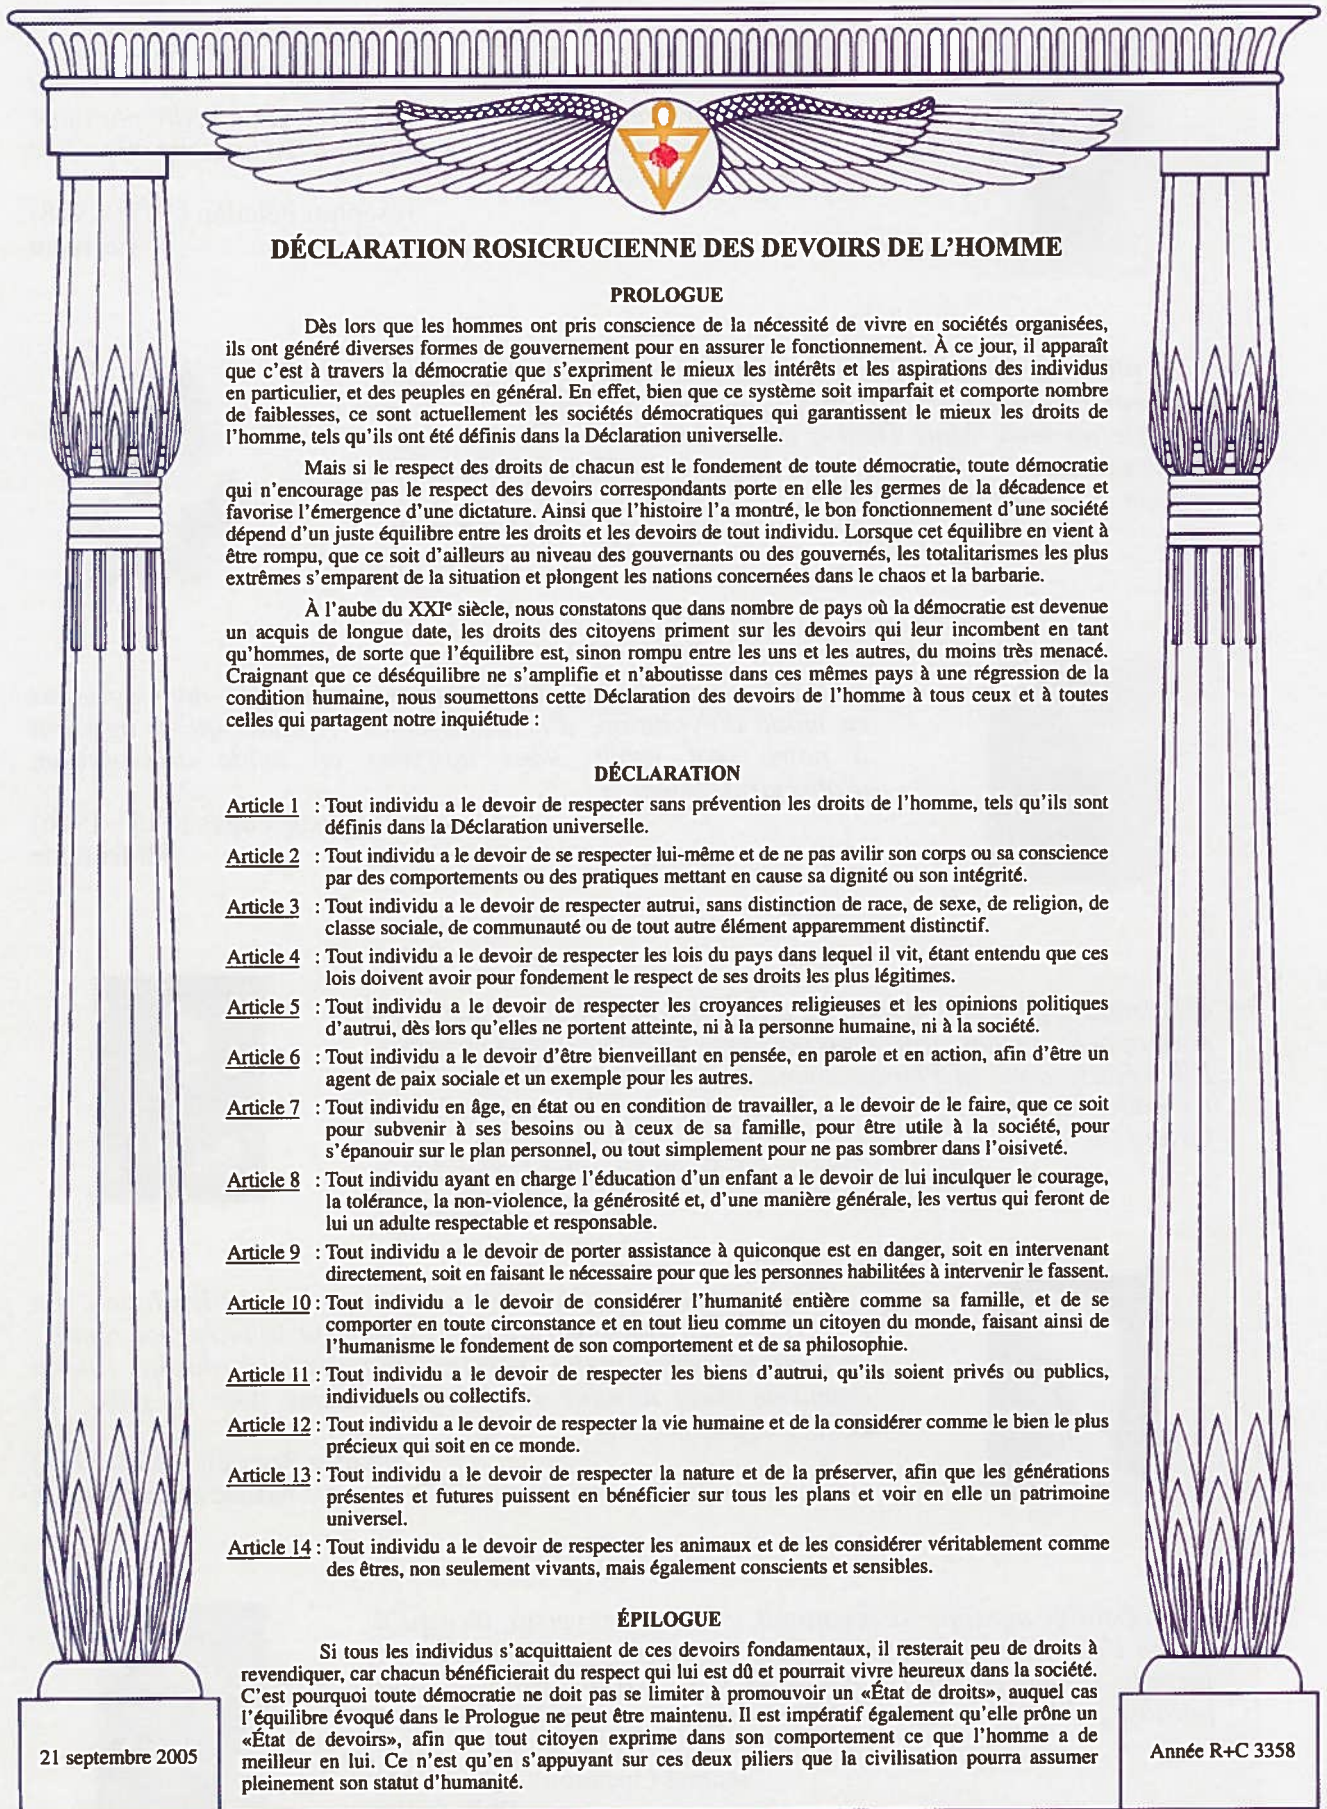 DÉCLARATION ROSICRUCIENNE DES DEVOIRS DE L'HOMME
PROLOGUE
Dès lors que les hommes ont pris conscience de la nécessité de vivre en sociétés organisées,
ils ont généré diverses formes de gouvernement pour en assurer le fonctionnement. À ce jour, il apparaît
que c'est à travers la démocratie que s'expriment le mieux les intérêts et les aspirations des individus
en particulier, et des peuples en général. En effet, bien que ce système soit imparfait et comporte nombre
de faiblesses, ce sont actuellement les sociétés démocratiques qui garantissent le mieux les droits de
l'homme, tels qu'ils ont été définis dans la Déclaration universelle.
Mais si le respect des droits de chacun est le fondement de toute démocratie, toute démocratie
qui n'encourage pas le respect des devoirs correspondants porte en elle les germes de la décadence et
favorise l'émergence d'une dictature. Ainsi que l'histoire l'a montré, le bon fonctionnement d'une société
dépend d'un juste équilibre entre les droits et les devoirs de tout individu. Lorsque cet équilibre en vient à
être rompu, que ce soit d'ailleurs au niveau des gouvernants ou des gouvernés, les totalitarismes les plus
extrêmes s'emparent de la situation et plongent les nations concernées dans le chaos et la barbarie.
À l'aube du XXIe siècle, nous constatons que dans nombre de pays où la démocratie est devenue
un acquis de longue date, les droits des citoyens priment sur les devoirs qui leur incombent en tant
qu'hommes, de sorte que l'équilibre est, sinon rompu entre les uns et les autres, du moins très menacé.
Craignant que ce déséquilibre ne s'amplifie et n'aboutisse dans ces mêmes pays à une régression de la
condition humaine, nous soumettons cette Déclaration des devoirs de l'homme à tous ceux et à toutes
celles qui partagent notre inquiétude :
DÉCLARATION
Article 1 : Tout individu a le devoir de respecter sans prévention les droits de l'homme, tels qu'ils sont
définis dans la Déclaration universelle.
Article 2 : Tout individu a le devoir de se respecter lui-même et de ne pas avilir son corps ou sa conscience
par des comportements ou des pratiques mettant en cause sa dignité ou son intégrité.
Article 3 : Tout individu a le devoir de respecter autrui, sans distinction de race, de sexe, de religion, de
classe sociale, de communauté ou de tout autre élément apparemment distinctif.
Article 4 : Tout individu a le devoir de respecter les lois du pays dans lequel il vit, étant entendu que ces
lois doivent avoir pour fondement le respect de ses droits les plus légitimes.
Article 5 : Tout individu a le devoir de respecter les croyances religieuses et les opinions politiques
d'autrui, dès lors qu'elles ne portent atteinte, ni à la personne humaine, ni à la société.
Article 6 : Tout individu a le devoir d'être bienveillant en pensée, en parole et en action, afin d'être un
agent de paix sociale et un exemple pour les autres.
Article 7 : Tout individu en âge, en état ou en condition de travailler, a le devoir de le faire, que ce soit
pour subvenir à ses besoins ou à ceux de sa famille, pour être utile à la société, pour
s'épanouir sur le plan personnel, ou tout simplement pour ne pas sombrer dans l'oisiveté.
Article 8 : Tout individu ayant en charge l'éducation d'un enfant a le devoir de lui inculquer le courage,
la tolérance, la non-violence, la générosité et, d'une manière générale, les vertus qui feront de
lui un adulte respectable et responsable.
Article 9 : Tout individu a le devoir de porter assistance à quiconque est en danger, soit en intervenant
directement, soit en faisant le nécessaire pour que les personnes habilitées à intervenir le fassent.
Article 10 : Tout individu a le devoir de considérer l'humanité entière comme sa famille, et de se
comporter en toute circonstance et en tout lieu comme un citoyen du monde, faisant ainsi de
l'humanisme le fondement de son comportement et de sa philosophie.
Article 11 : Tout individu a le devoir de respecter les biens d'autrui, qu'ils soient privés ou publics,
individuels ou collectifs.
Article 12 : Tout individu a le devoir de respecter la vie humaine et de la considérer comme le bien le plus
précieux qui soit en ce monde.
Article 13 : Tout individu a le devoir de respecter la nature et de la préserver, afin que les générations
présentes et futures puissent en bénéficier sur tous les plans et voir en elle un patrimoine
universel.
Article 14 : Tout individu a le devoir de respecter les animaux et de les considérer véritablement comme
des êtres, non seulement vivants, mais également conscients et sensibles.
ÉPILOGUE
Si tous les individus s'acquittaient de ces devoirs fondamentaux, il resterait peu de droits à
revendiquer, car chacun bénéficierait du respect qui lui est dû et pourrait vivre heureux dans la société.
C'est pourquoi toute démocratie ne doit pas se limiter à promouvoir un «État de droits», auquel cas
l'équilibre évoqué dans le Prologue ne peut être maintenu. Il est impératif également qu'elle prône un
«État de devoirs», afin que tout citoyen exprime dans son comportement ce que l'homme a de
meilleur en lui. Ce n'est qu'en s'appuyant sur ces deux piliers que la civilisation pourra assumer
pleinement son statut d'humanité.
21 septembre 2005
Année R+C 3358